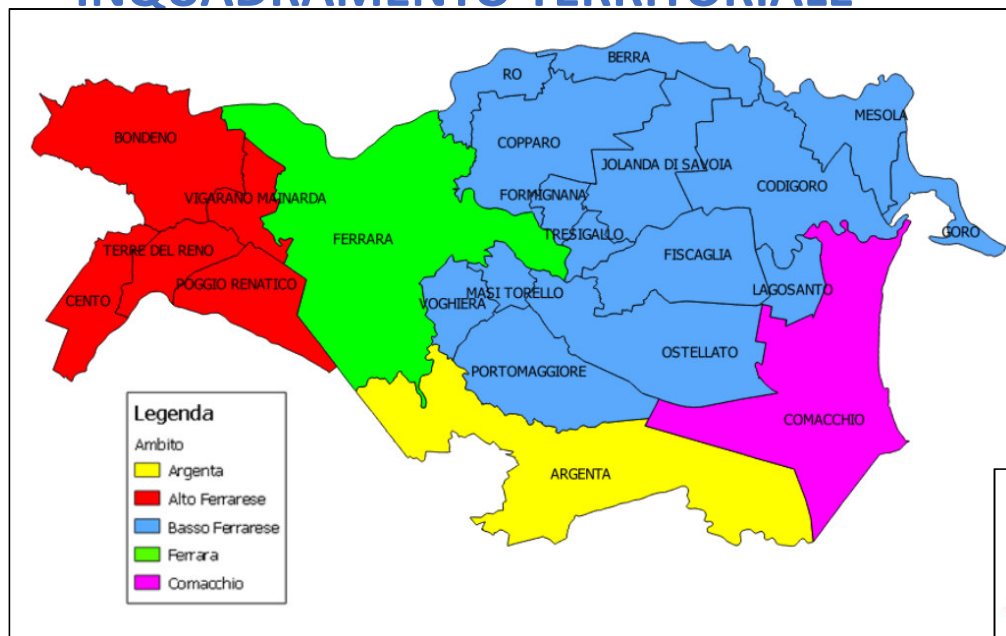 INQUADRAMENTO TERRITORIALE
BERRA
RO
MESOLA
BONDENO
COPPARO
JOLANDA DI SAVOIA
CODIGORO
VIGARANO MAINARDA
FORMIGNANA
GORO
TRESIGALLO
FERRARA
TERRE DEL RENO
FISCAGLIA
POGGIO RENATICO
LAGOSANTO
MASI TORELLO
CENTO
VOGHIERA
OSTELLATO
PORTOMAGGIORE
COMACCHIO
ARGENTA
Legenda
Ambito
Argenta
Alto Ferrarese
Basso Ferrarese
Ferrara
Comacchio